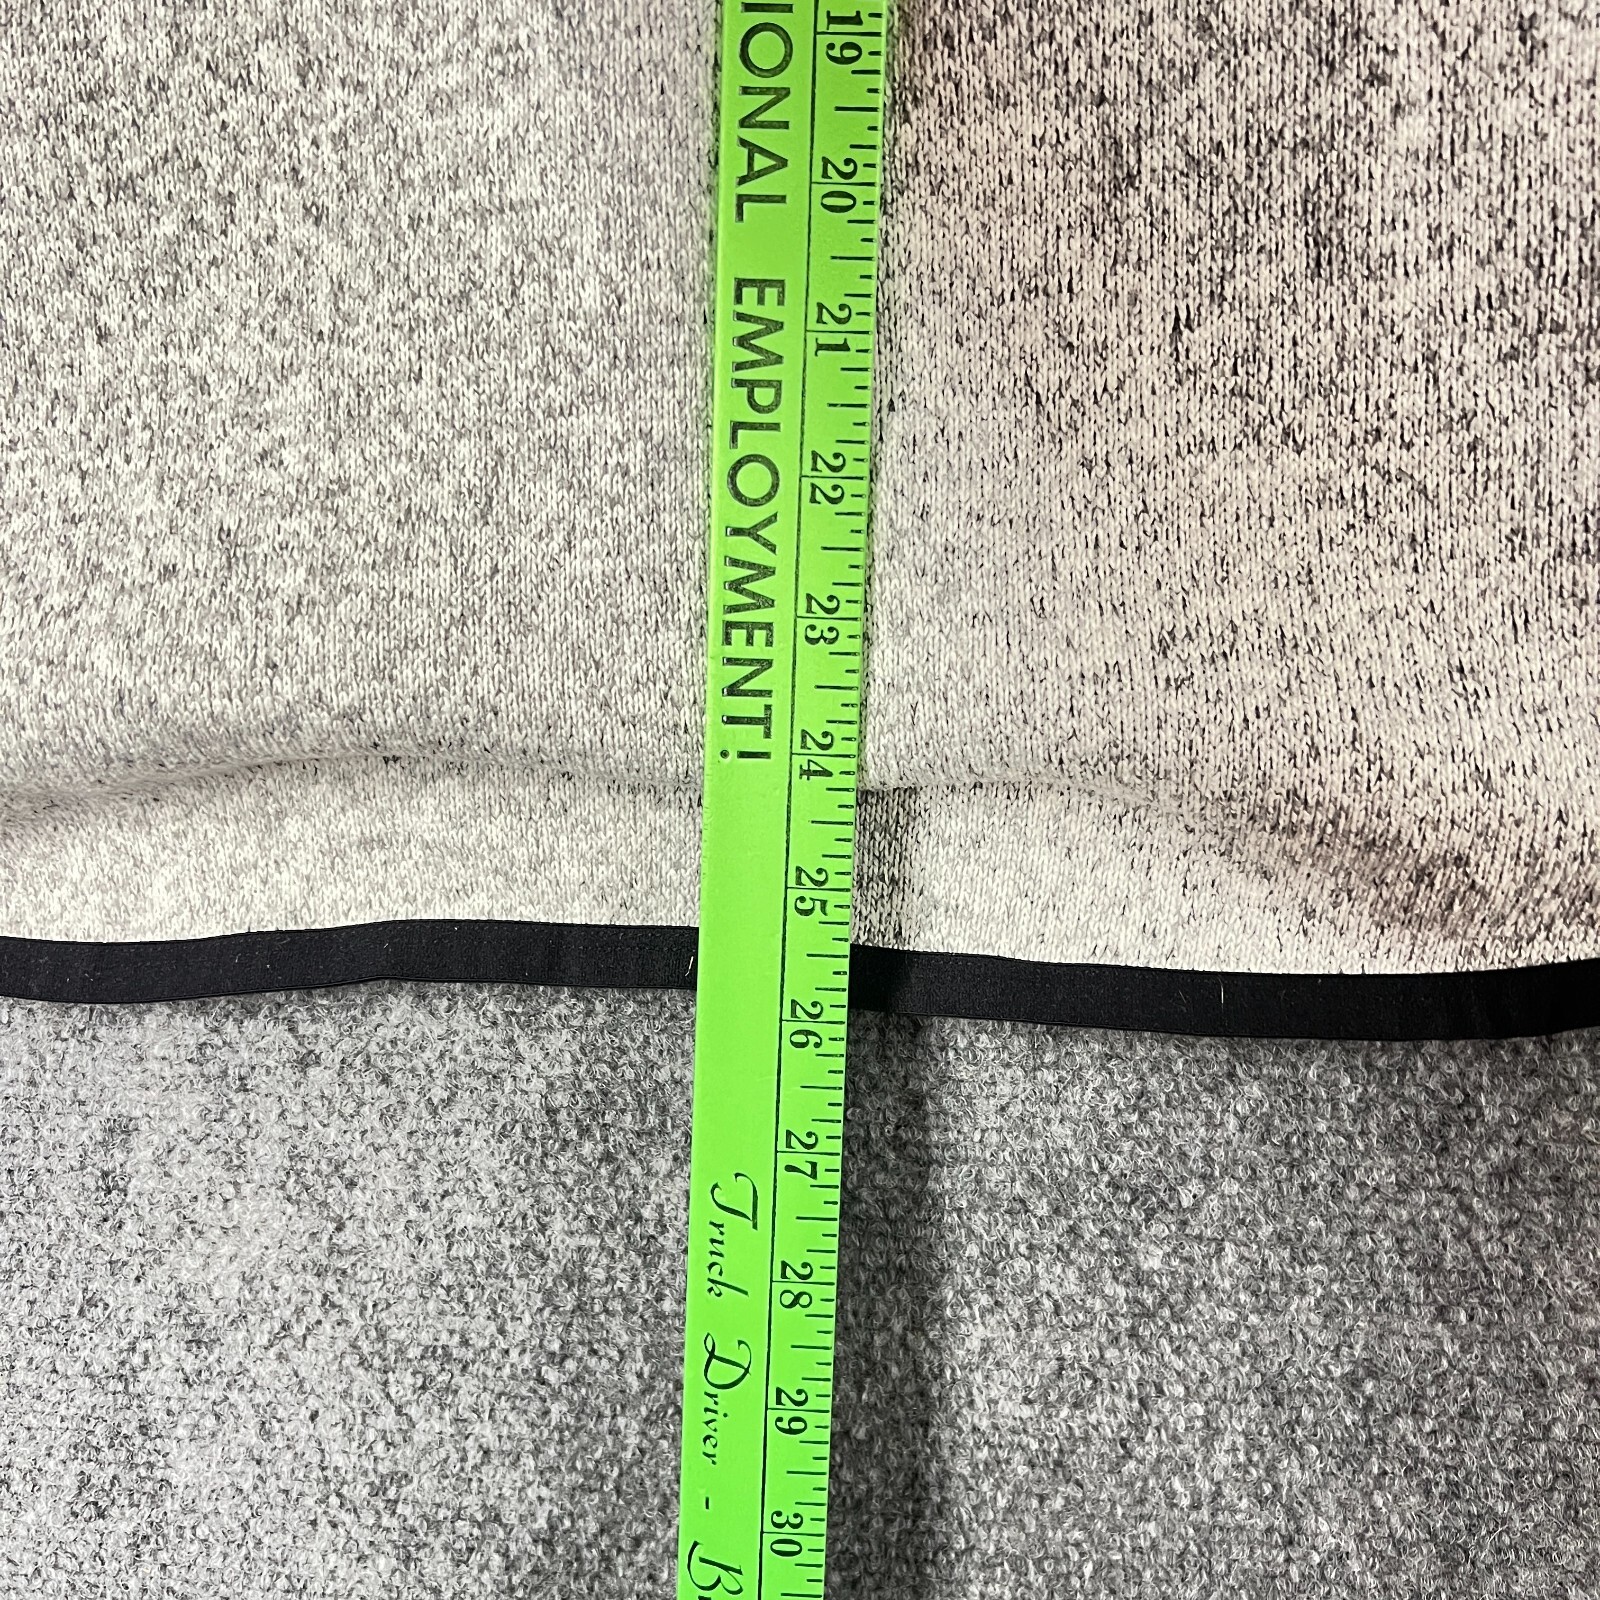 IONAL EMPLOYMENT!
Truck Driver -
19 20 21 22 23 24 25 26 27 28 29 30